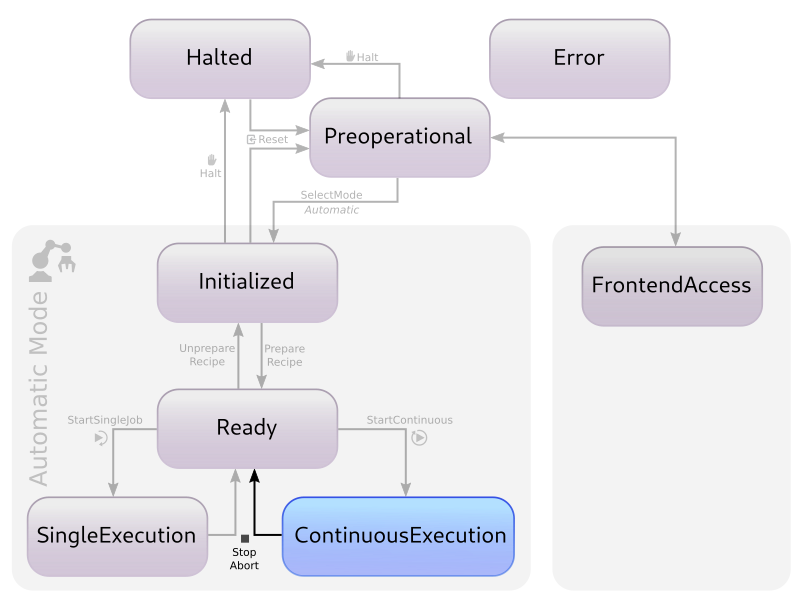 Halted
Error
Halt
Preoperational
Reset
Halt
SelectMode
Automatic
Automatic Mode
Initialized
FrontendAccess
Unprepare
Recipe
Prepare
Recipe
StartSingleJob
Ready
StartContinuous
SingleExecution
ContinuousExecution
Stop
Abort